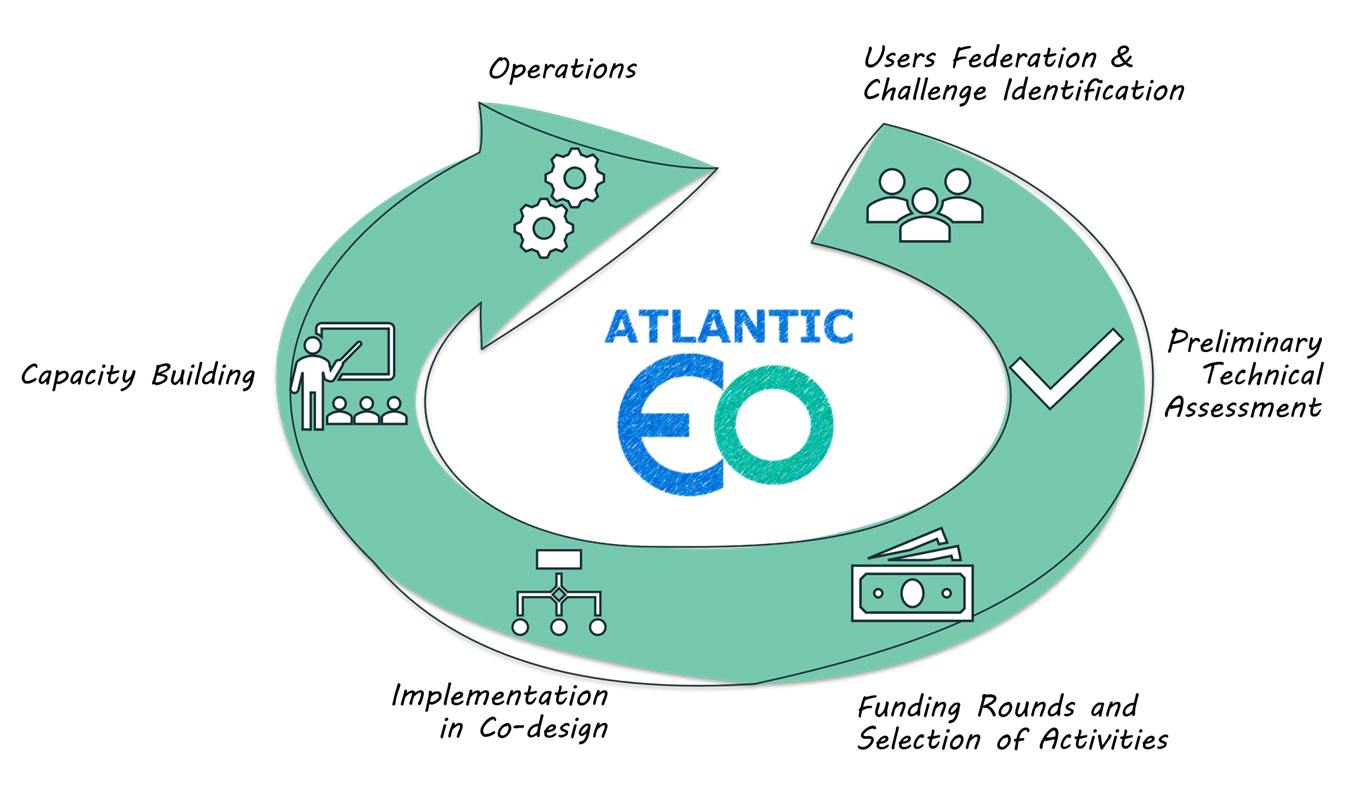 Operations
Users Federation &
Challenge Identification
Preliminary
Technical
Assessment
Funding Rounds and
Selection of Activities
Implementation
in Co-design
Capacity Building
ATLANTIC
EO